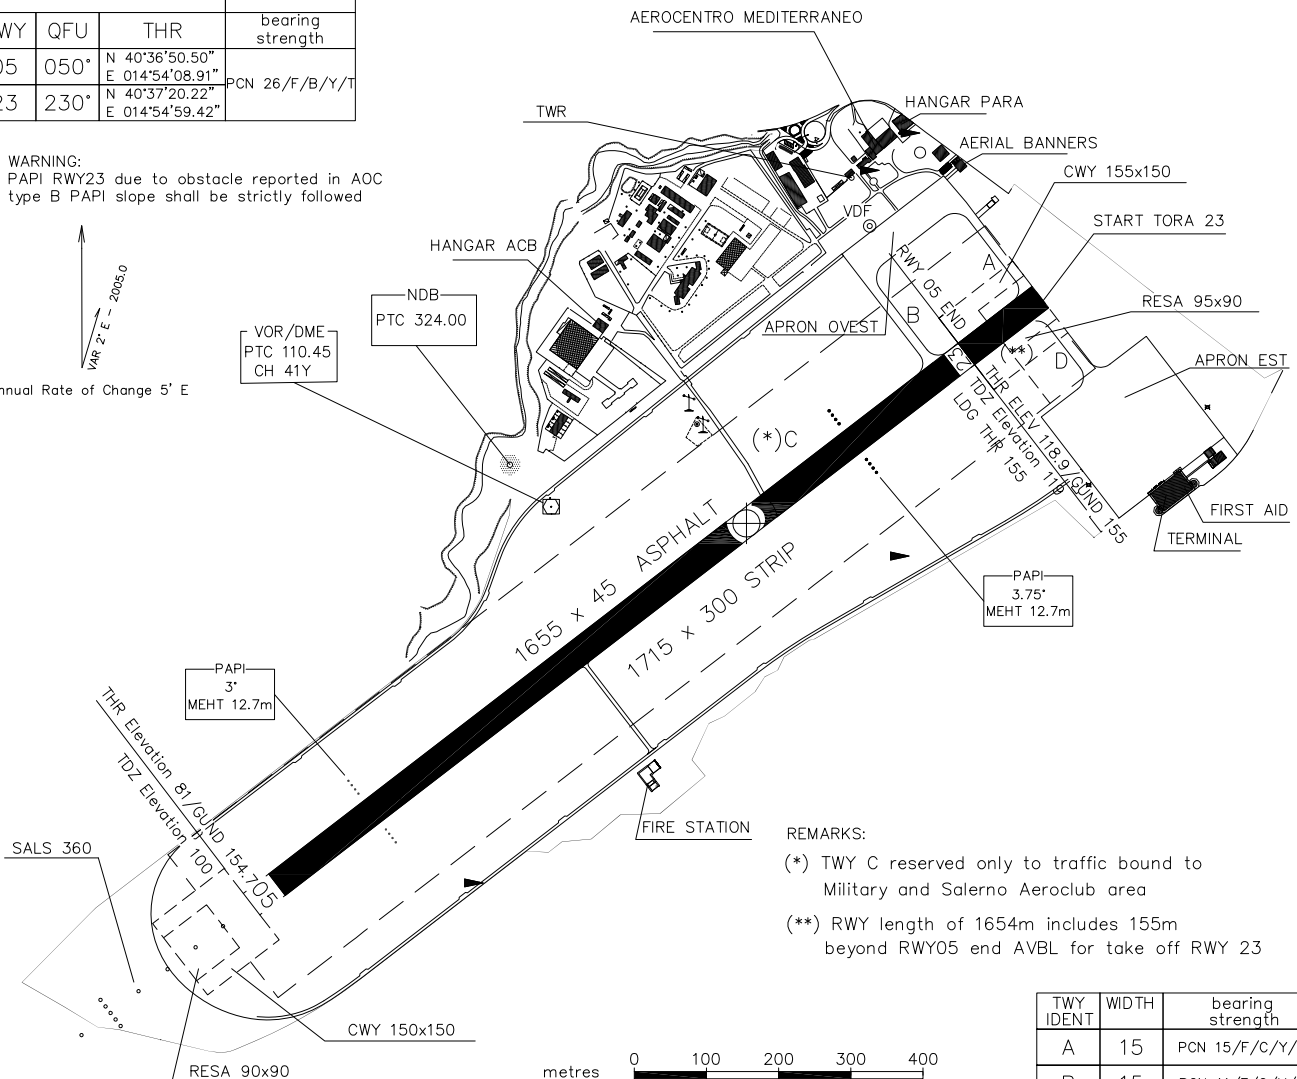 WY QFU THR bearing
strength
05 050° N 40°36'50.50"
E 014°54'08.91"
PCN 26/F/B/Y/T
23 230° N 40°37'20.22"
E 014°54'59.42"
WARNING:
PAPI RWY23 due to obstacle reported in AOC
type B PAPI slope shall be strictly followed
VAR 2° E - 2005.0
nnual Rate of Change 5' E
AEROCENTRO MEDITERRANEO
TWR
HANGAR PARA
AERIAL BANNERS
CWY 155x150
VDF
START TORA 23
HANGAR ACB
NDB
PTC 324.00
VOR/DME
PTC 110.45
CH 41Y
RWY 05 END
A
B
APRON OVEST
RESA 95x90
(**)
D
APRON EST
23
THR ELEV 118.9/GUND 155
TDZ Elevation 119
LDG THR 155
(*)C
FIRST AID
TERMINAL
1655 x 45 ASPHALT
1715 x 300 STRIP
PAPI
3.75°
MEHT 12.7m
PAPI
3°
MEHT 12.7m
THR Elevation 81/GUND 154.7
TDZ Elevation 100
05
SALS 360
FIRE STATION
REMARKS:
(*) TWY C reserved only to traffic bound to
Military and Salerno Aeroclub area
(**) RWY length of 1654m includes 155m
beyond RWY05 end AVBL for take off RWY 23
CWY 150x150
RESA 90x90
metres 0 100 200 300 400
TWY
IDENT WIDTH bearing
strength
A 15 PCN 15/F/C/Y/